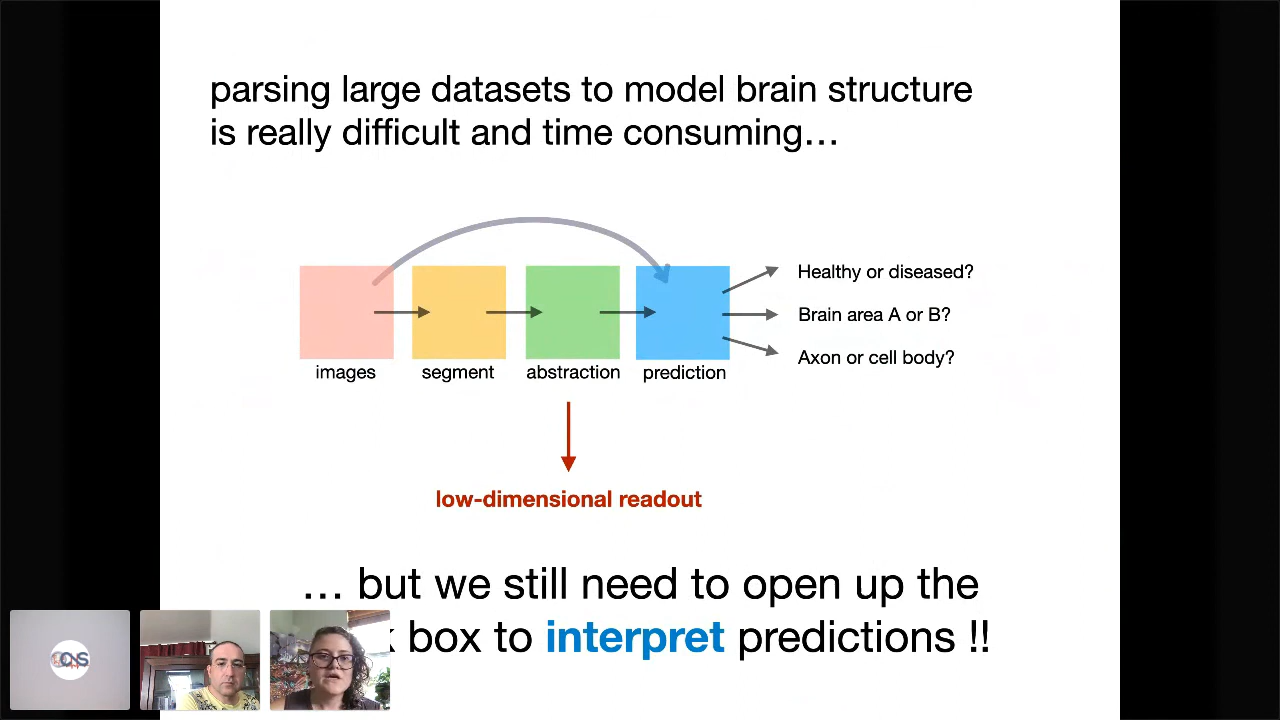 parsing large datasets to model brain structure
is really difficult and time consuming...
Healthy or diseased?
Brain area A or B?
Axon or cell body?
images segment abstraction prediction
low-dimensional readout
... but we still need to open up the
k box to interpret predictions !!